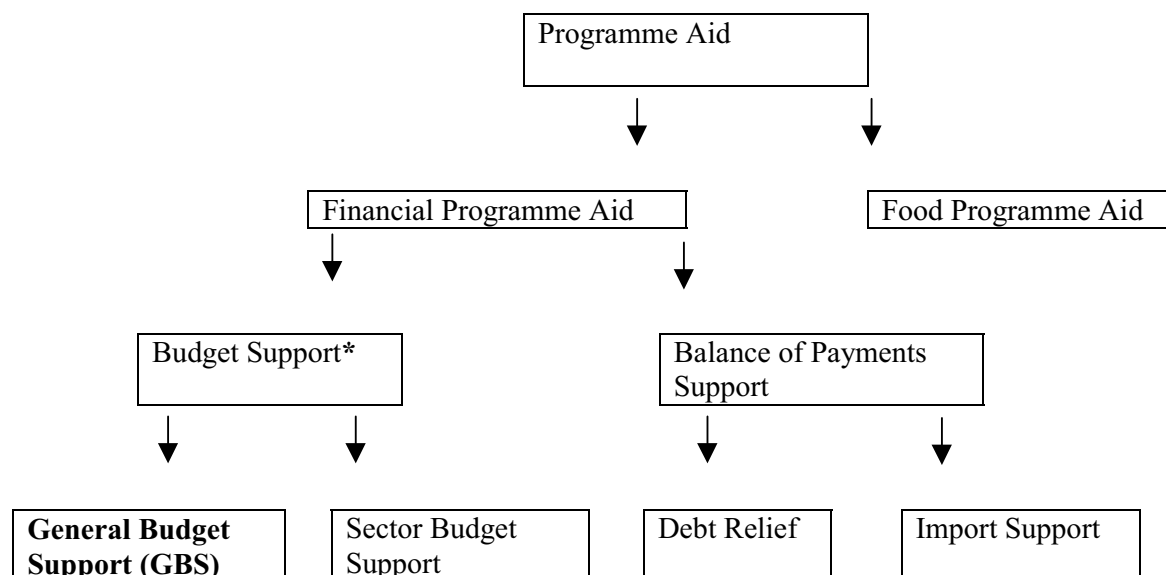 Programme Aid
Financial Programme Aid
Food Programme Aid
Budget Support*
Balance of Payments
Support
General Budget
Support (GBS)
Sector Budget
Support
Debt Relief
Import Support